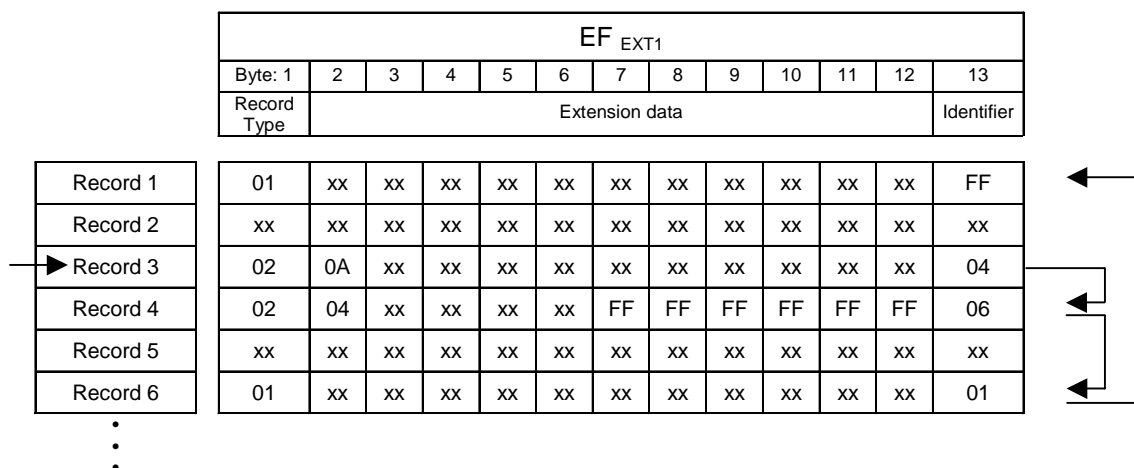 EF EXT1
Byte: 1 2 3 4 5 6 7 8 9 10 11 12 13
Record Type Extension data Identifier
Record 1 01 xx xx xx xx xx xx xx xx xx xx xx FF
Record 2 xx xx xx xx xx xx xx xx xx xx xx xx xx
Record 3 02 0A xx xx xx xx xx xx xx xx xx xx 04
Record 4 02 04 xx xx xx xx FF FF FF FF FF FF 06
Record 5 xx xx xx xx xx xx xx xx xx xx xx xx xx
Record 6 01 xx xx xx xx xx xx xx xx xx xx xx 01